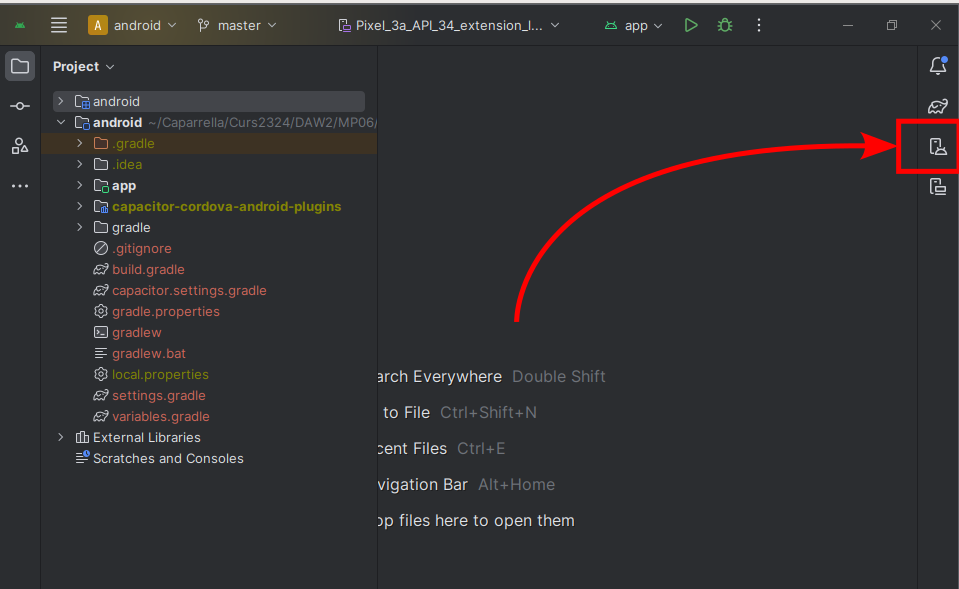 A android master Pixel_3a_API_34_extension_l... app
Project
android
android ~/Caparrella/Curs2324/DAW2/MP06/
.gradle
.idea
app
capacitor-cordova-android-plugins
gradle
.gitignore
build.gradle
capacitor.settings.gradle
gradle.properties
gradlew
gradlew.bat
local.properties
settings.gradle
variables.gradle
External Libraries
Scratches and Consoles
arch Everywhere Double Shift
to File Ctrl+Shift+N
cent Files Ctrl+E
vigation Bar Alt+Home
op files here to open them